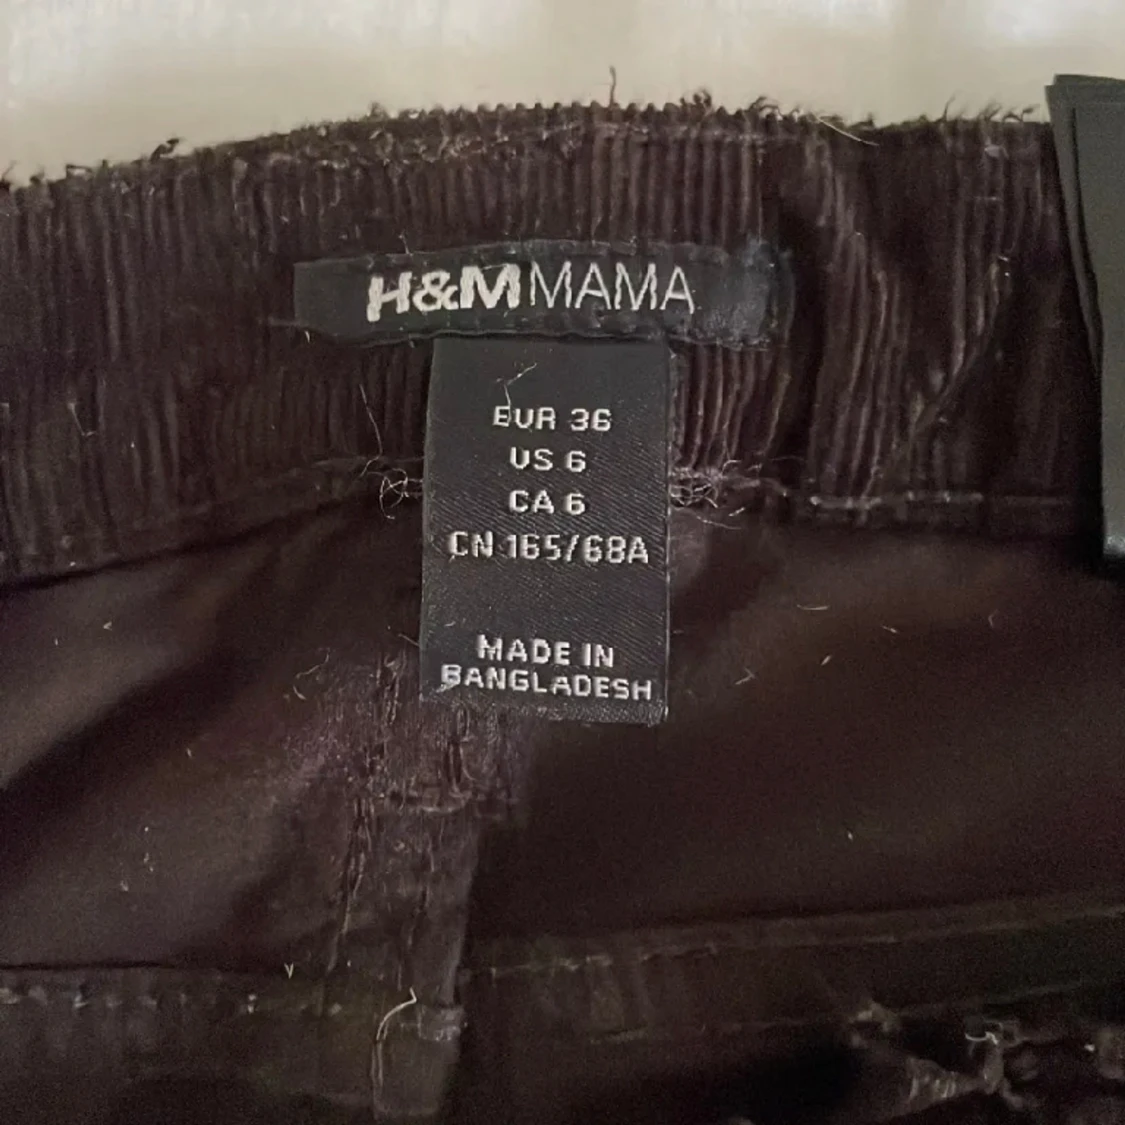 H&M MAMA
EUR 36
US 6
CA 6
CN 165/68A
MADE IN
BANGLADESH